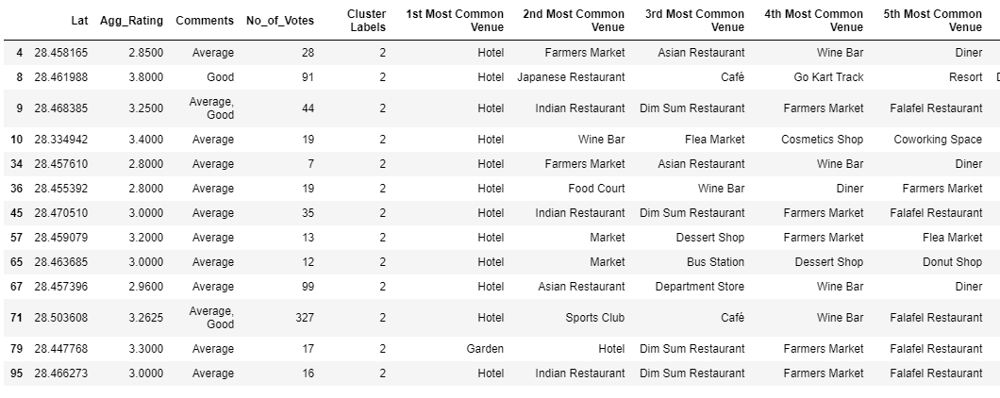 Lat Agg_Rating Comments No_of_Votes Cluster Labels 1st Most Common Venue 2nd Most Common Venue 3rd Most Common Venue 4th Most Common Venue 5th Most Common Venue
4 28.458165 2.8500 Average 28 2 Hotel Farmers Market Asian Restaurant Wine Bar Diner
8 28.461988 3.8000 Good 91 2 Hotel Japanese Restaurant Café Go Kart Track Resort
9 28.468385 3.2500 Average, Good 44 2 Hotel Indian Restaurant Dim Sum Restaurant Farmers Market Falafel Restaurant
10 28.334942 3.4000 Average 19 2 Hotel Wine Bar Flea Market Cosmetics Shop Coworking Space
34 28.457610 2.8000 Average 7 2 Hotel Farmers Market Asian Restaurant Wine Bar Diner
36 28.455392 2.8000 Average 19 2 Hotel Food Court Wine Bar Diner Farmers Market
45 28.470510 3.0000 Average 35 2 Hotel Indian Restaurant Dim Sum Restaurant Farmers Market Falafel Restaurant
57 28.459079 3.2000 Average 13 2 Hotel Market Dessert Shop Farmers Market Flea Market
65 28.463685 3.0000 Average 12 2 Hotel Market Bus Station Dessert Shop Donut Shop
67 28.457396 2.9600 Average 99 2 Hotel Asian Restaurant Department Store Wine Bar Diner
71 28.503608 3.2625 Average, Good 327 2 Hotel Sports Club Café Wine Bar Falafel Restaurant
79 28.447768 3.3000 Average 17 2 Garden Hotel Dim Sum Restaurant Farmers Market Falafel Restaurant
95 28.466273 3.0000 Average 16 2 Hotel Indian Restaurant Dim Sum Restaurant Farmers Market Falafel Restaurant